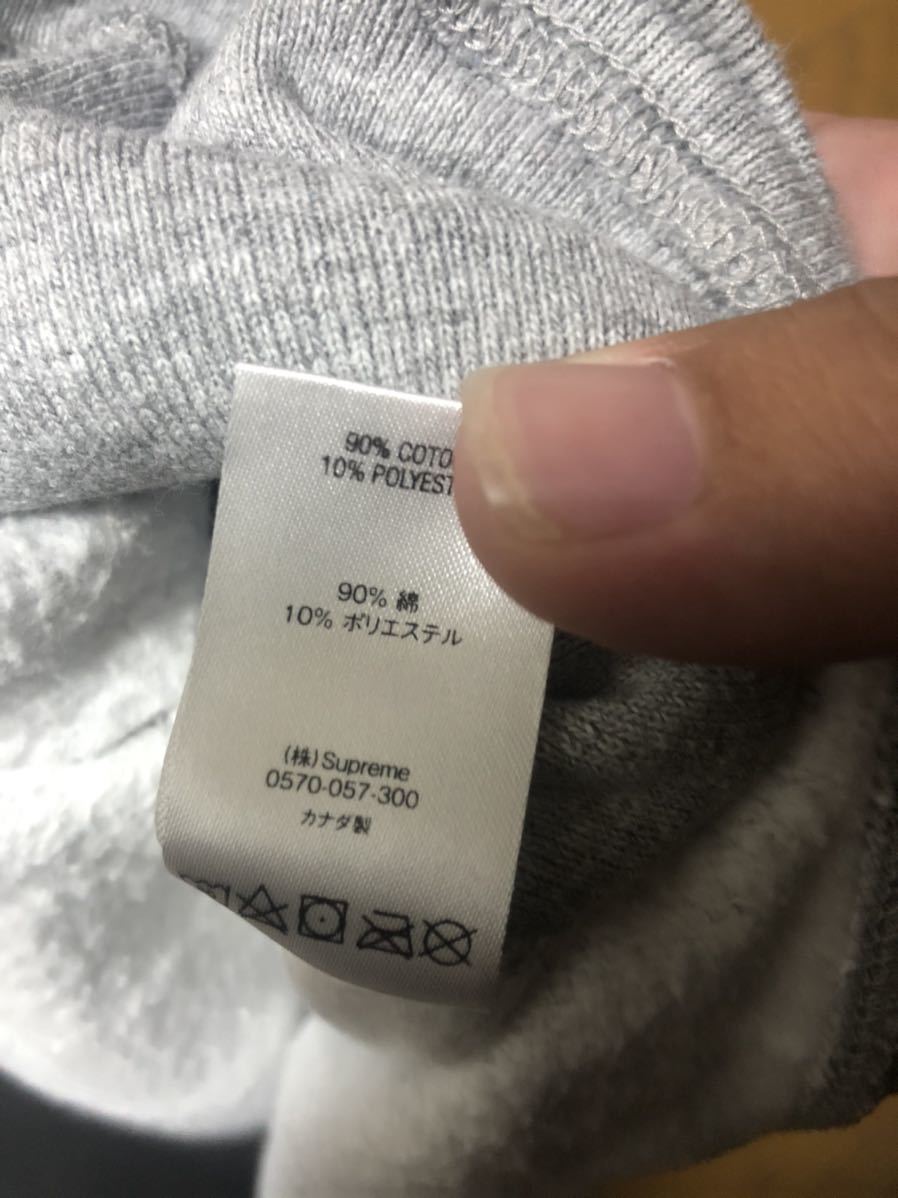 90% COTO
10% POLYEST
90% 綿
10% ポリエステル
(株)Supreme
0570-057-300
カナダ製